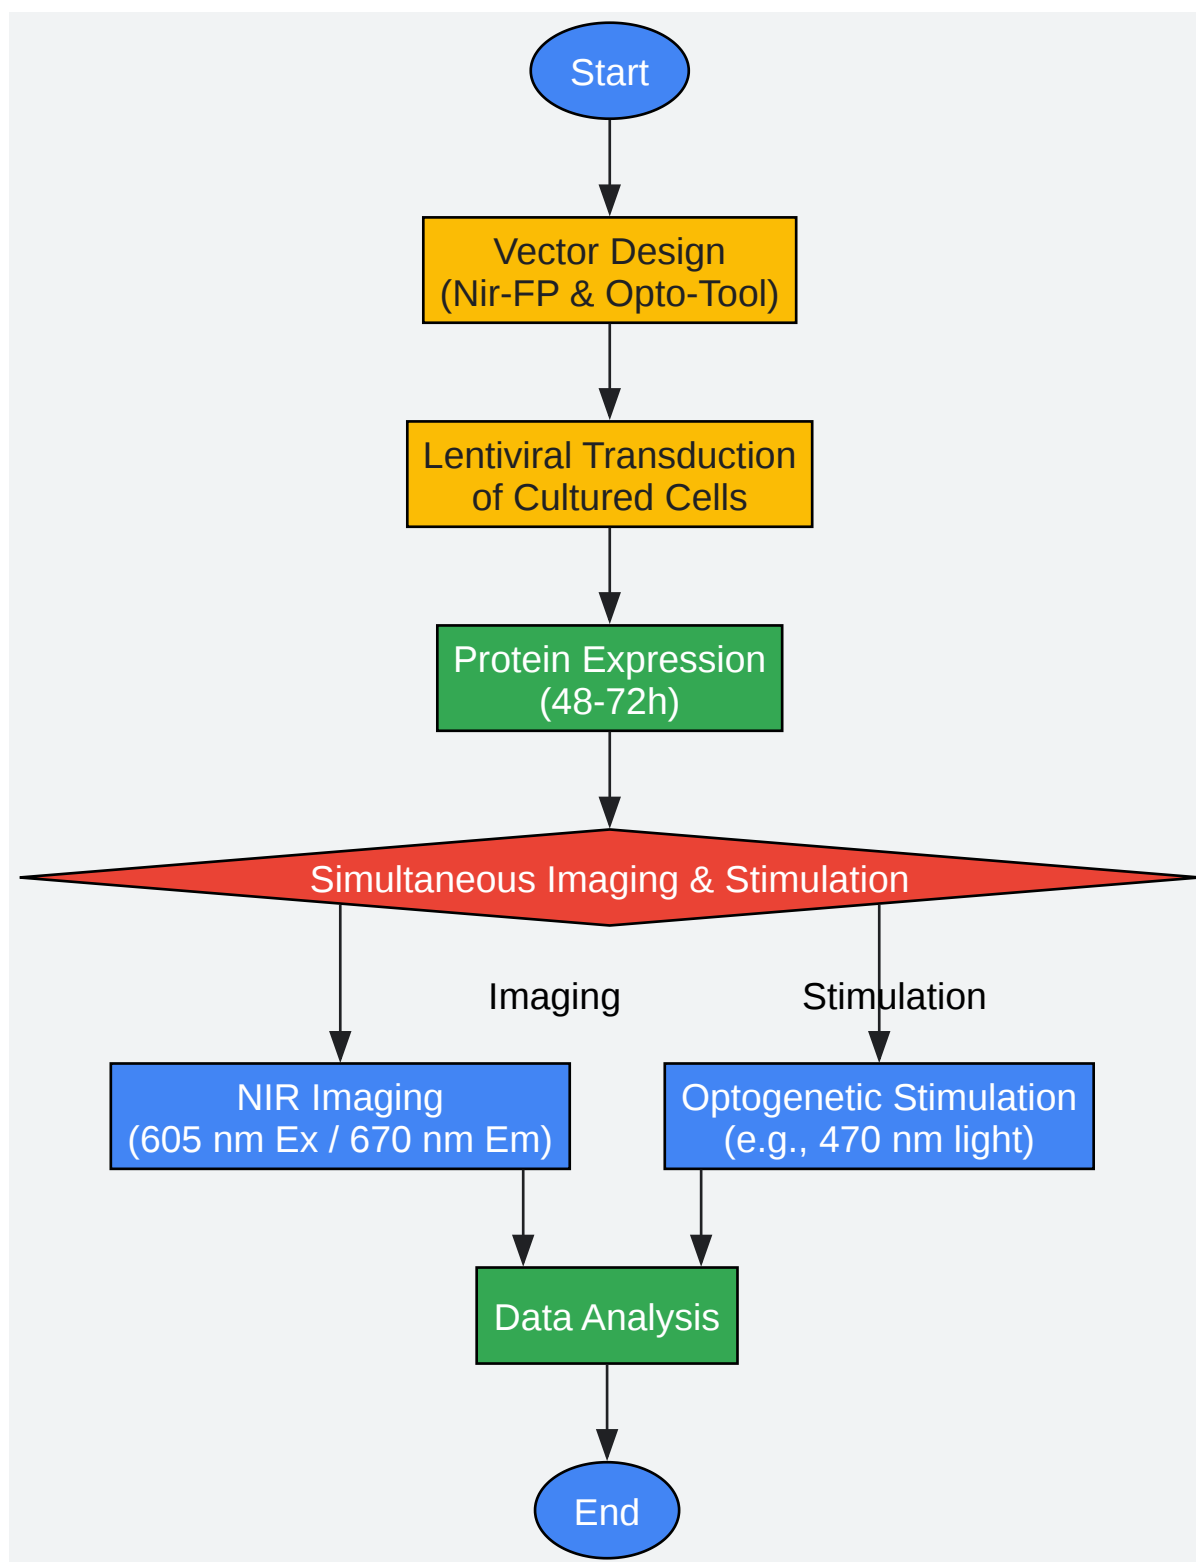 Start
Vector Design
(Nir-FP & Opto-Tool)
Lentiviral Transduction
of Cultured Cells
Protein Expression
(48-72h)
Simultaneous Imaging & Stimulation
Imaging
Stimulation
NIR Imaging
(605 nm Ex / 670 nm Em)
Optogenetic Stimulation
(e.g., 470 nm light)
Data Analysis
End